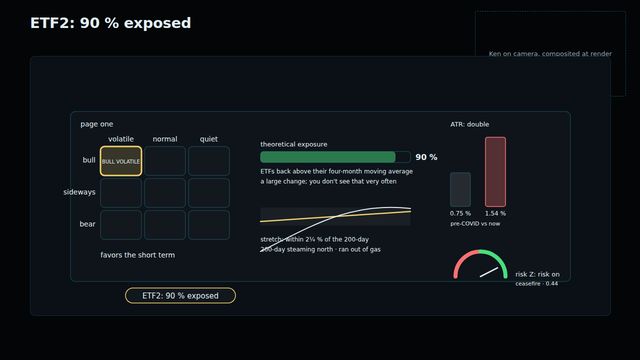 ETF2: 90 % exposed
Ken on camera, composited at render
page one
volatile normal quiet
bull
BULL VOLATILE
sideways
bear
favors the short term
theoretical exposure
90 %
ETFs back above their four-month moving average
a large change; you don't see that very often
stretch: within 2¼ % of the 200-day
200-day steaming north · ran out of gas
ATR: double
0.75 % 1.54 %
pre-COVID vs now
risk Z: risk on
ceasefire · 0.44
ETF2: 90 % exposed